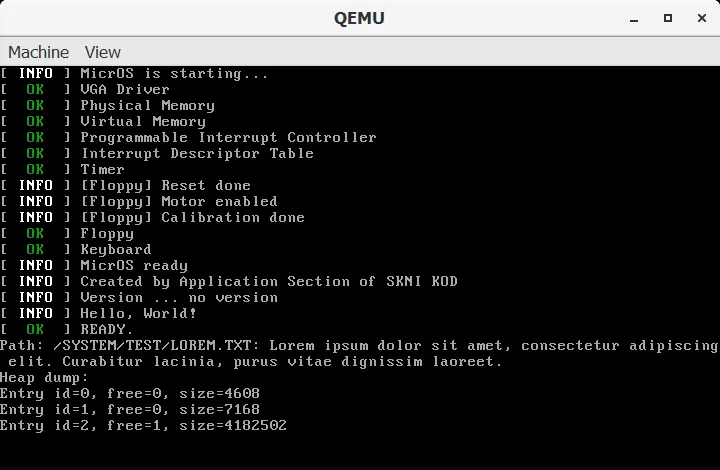 QEMU
Machine View
[ INFO ] MicrOS is starting...
[ OK ] VGA Driver
[ OK ] Physical Memory
[ OK ] Virtual Memory
[ OK ] Programmable Interrupt Controller
[ OK ] Interrupt Descriptor Table
[ OK ] Timer
[ INFO ] [Floppy] Reset done
[ INFO ] [Floppy] Motor enabled
[ INFO ] [Floppy] Calibration done
[ OK ] Floppy
[ OK ] Keyboard
[ INFO ] MicrOS ready
[ INFO ] Created by Application Section of SKNI KOD
[ INFO ] Version ... no version
[ INFO ] Hello, World!
[ OK ] READY.
Path: /SYSTEM/TEST/LOREM.TXT: Lorem ipsum dolor sit amet, consectetur adipiscing
elit. Curabitur lacinia, purus vitae dignissim laoreet.
Heap dump:
Entry id=0, free=0, size=4608
Entry id=1, free=0, size=7168
Entry id=2, free=1, size=4182502